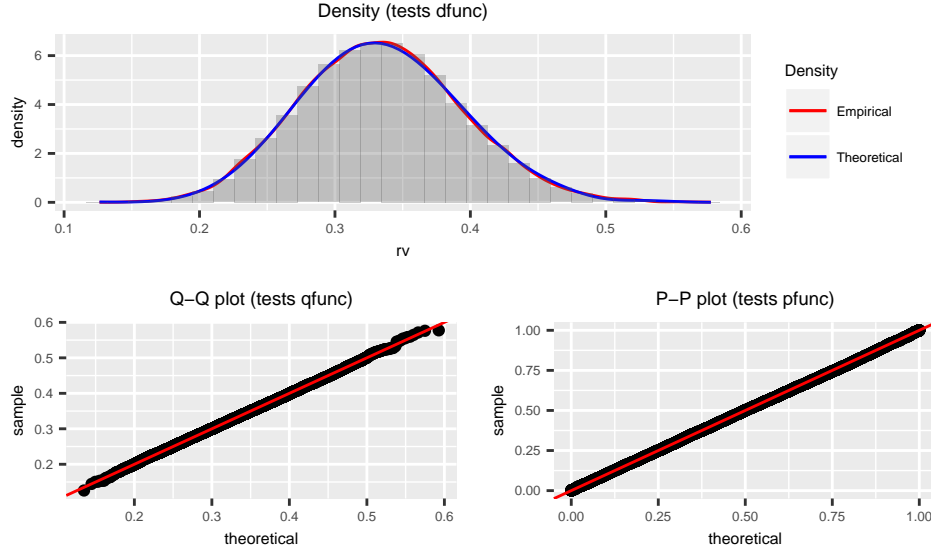 Density (tests dfunc)
density
6
4
2
0
0.1 0.2 0.3 0.4 0.5 0.6
rv
Density
Empirical
Theoretical
Q−Q plot (tests qfunc)
sample
0.6
0.5
0.4
0.3
0.2
0.2 0.3 0.4 0.5 0.6
theoretical
P−P plot (tests pfunc)
sample
1.00
0.75
0.50
0.25
0.00
0.00 0.25 0.50 0.75 1.00
theoretical